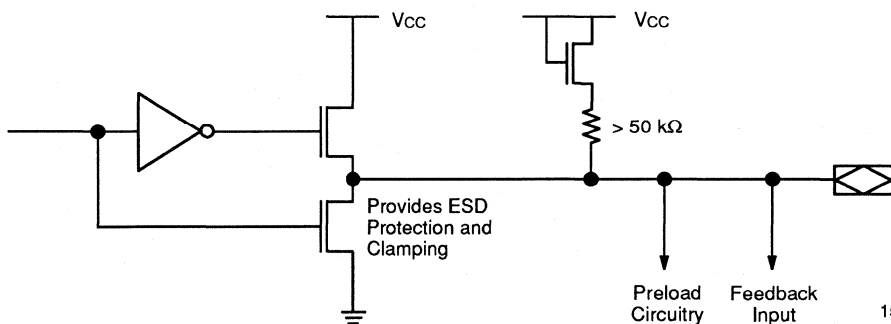 VCC
VCC
> 50 kΩ
Provides ESD
Protection and
Clamping
Preload
Circuitry
Feedback
Input